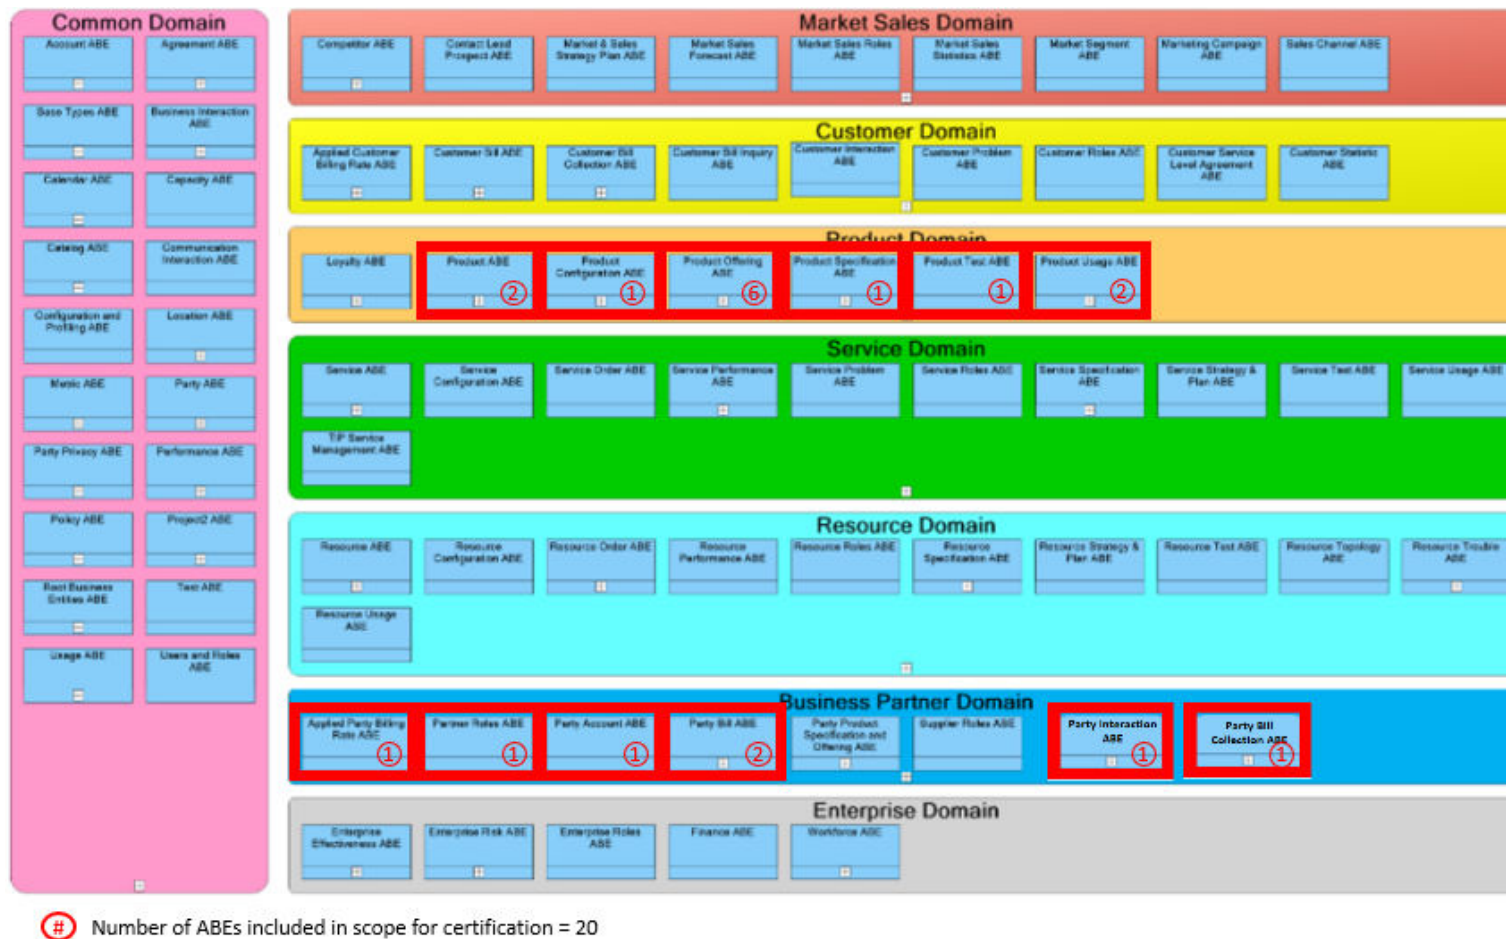 Common Domain
Account ABE
Agreement ABE
Base Types ABE
Business Interaction
ABE
Calendar ABE
Capacity ABE
Catalog ABE
Communication
Interaction ABE
Configuration and
Profiling ABE
Location ABE
Metric ABE
Party ABE
Party Privacy ABE
Performance ABE
Policy ABE
Project2 ABE
Root Business
Entities ABE
Test ABE
Usage ABE
Users and Roles
ABE
Market Sales Domain
Competitor ABE
Contact Lead
Prospect ABE
Market & Sales
Strategy Plan ABE
Market Sales
Forecast ABE
Market Sales Roles
ABE
Market Sales
Statistics ABE
Market Segment
ABE
Marketing Campaign
ABE
Sales Channel ABE
Customer Domain
Applied Customer
Billing Rate ABE
Customer Bill ABE
Customer Bill
Collection ABE
Customer Bill Inquiry
ABE
Customer Interaction
ABE
Customer Problem
ABE
Customer Roles ABE
Customer Service
Level Agreement
ABE
Customer Statistic
ABE
Product Domain
Loyalty ABE
Product ABE
2
Product
Configuration ABE
1
Product Offering
ABE
6
Product Specification
ABE
1
Product Test ABE
1
Product Usage ABE
2
Service Domain
Service ABE
Service
Configuration ABE
Service Order ABE
Service Performance
ABE
Service Problem
ABE
Service Roles ABE
Service Specification
ABE
Service Strategy &
Plan ABE
Service Test ABE
Service Usage ABE
TIP Service
Management ABE
Resource Domain
Resource ABE
Resource
Configuration ABE
Resource Order ABE
Resource
Performance ABE
Resource Roles ABE
Resource
Specification ABE
Resource Strategy &
Plan ABE
Resource Test ABE
Resource Topology
ABE
Resource Trouble
ABE
Resource Usage
ABE
Business Partner Domain
Applied Party Billing
Rate ABE
1
Partner Roles ABE
1
Party Account ABE
1
Party Bill ABE
2
Party Product
Specification and
Offering ABE
Supplier Roles ABE
Party Interaction
ABE
1
Party Bill
Collection ABE
1
Enterprise Domain
Enterprise
Effectiveness ABE
Enterprise Risk ABE
Enterprise Roles
ABE
Finance ABE
Workforce ABE
# Number of ABEs included in scope for certification = 20